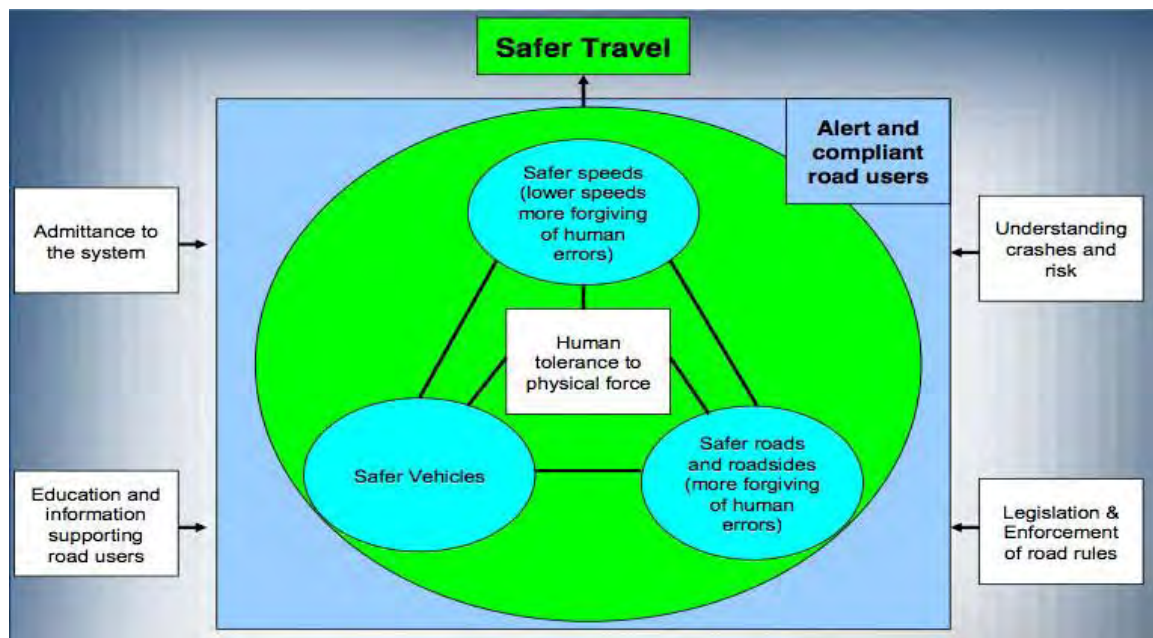 Safer Travel
Alert and
compliant
road users
Safer speeds
(lower speeds
more forgiving
of human
errors)
Admittance to
the system
Understanding
crashes and
risk
Human
tolerance to
physical force
Safer Vehicles
Safer roads
and roadsides
(more forgiving
of human
errors)
Education and
information
supporting
road users
Legislation &
Enforcement
of road rules